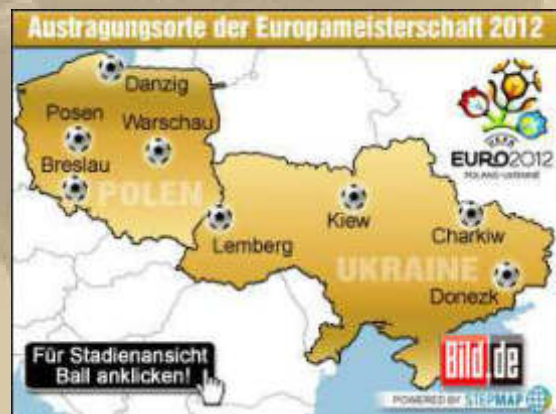 Austragungsorte der Europameisterschaft 2012
Danzig
Posen
Warschau
Breslau
POLEN
UEFA
EURO2012
POLAND-UKRAINE
Lemberg
Kiew
Charkiw
UKRAINE
Donezk
Für Stadienansicht
Ball anklicken!
Bild.de
POWERED BY STEPMAP